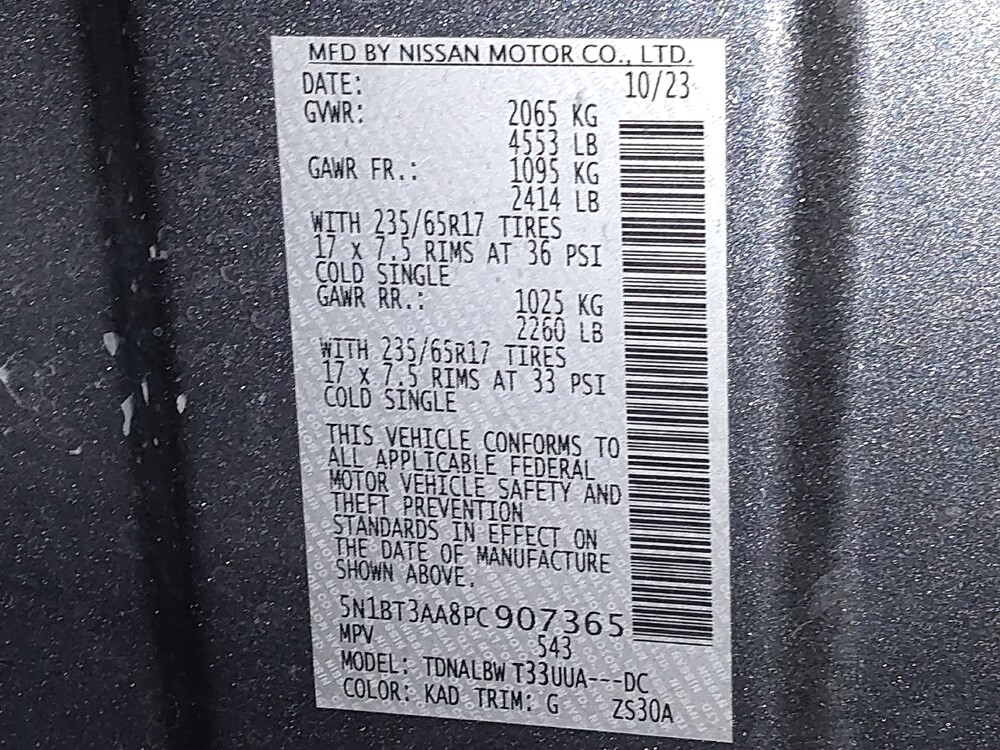 MFD BY NISSAN MOTOR CO., LTD.
DATE: 10/23
GVWR: 2065 KG
4553 LB
GAWR FR.: 1095 KG
2414 LB
WITH 235/65R17 TIRES
17 x 7.5 RIMS AT 36 PSI
COLD SINGLE
GAWR RR.: 1025 KG
2260 LB
WITH 235/65R17 TIRES
17 x 7.5 RIMS AT 33 PSI
COLD SINGLE
THIS VEHICLE CONFORMS TO
ALL APPLICABLE FEDERAL
MOTOR VEHICLE SAFETY AND
THEFT PREVENTION
STANDARDS IN EFFECT ON
THE DATE OF MANUFACTURE
SHOWN ABOVE.
5N1BT3AA8PC907365
MPV 543
MODEL: TDNALBW T33UUA---DC
COLOR: KAD TRIM: G ZS30A